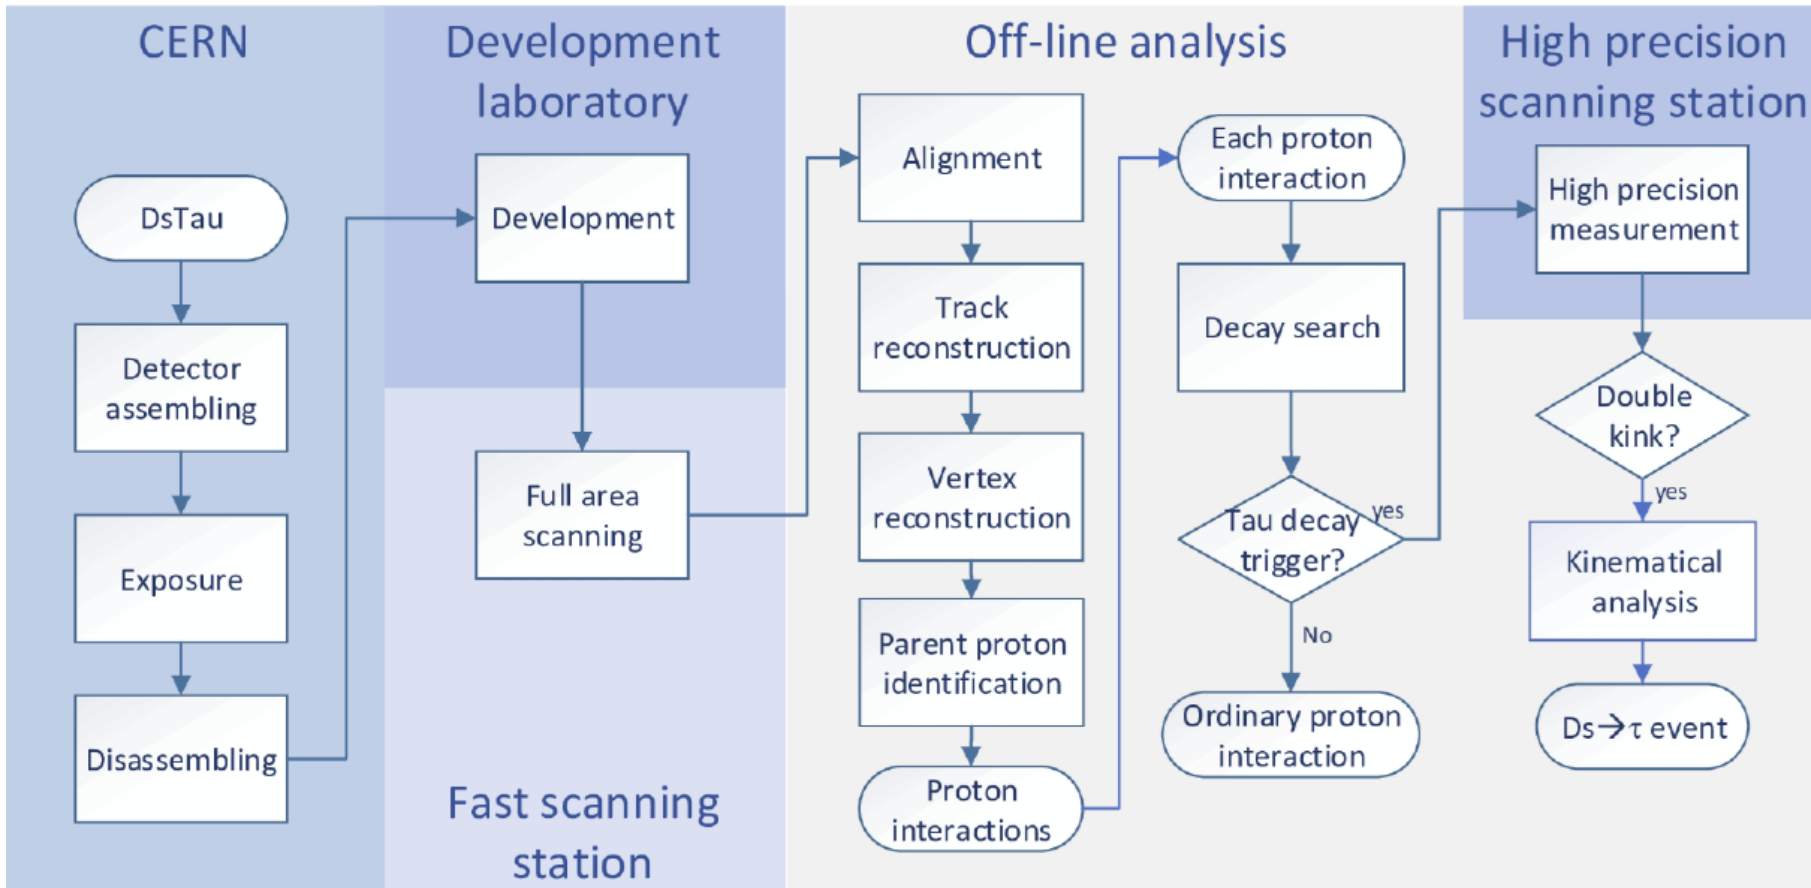 CERN
DsTau
Detector
assembling
Exposure
Disassembling
Development
laboratory
Development
Full area
scanning
Fast scanning
station
Off-line analysis
Alignment
Track
reconstruction
Vertex
reconstruction
Parent proton
identification
Proton
interactions
Each proton
interaction
Decay search
Tau decay
trigger?
yes
No
Ordinary proton
interaction
High precision
scanning station
High precision
measurement
Double
kink?
yes
Kinematical
analysis
Ds→τ event